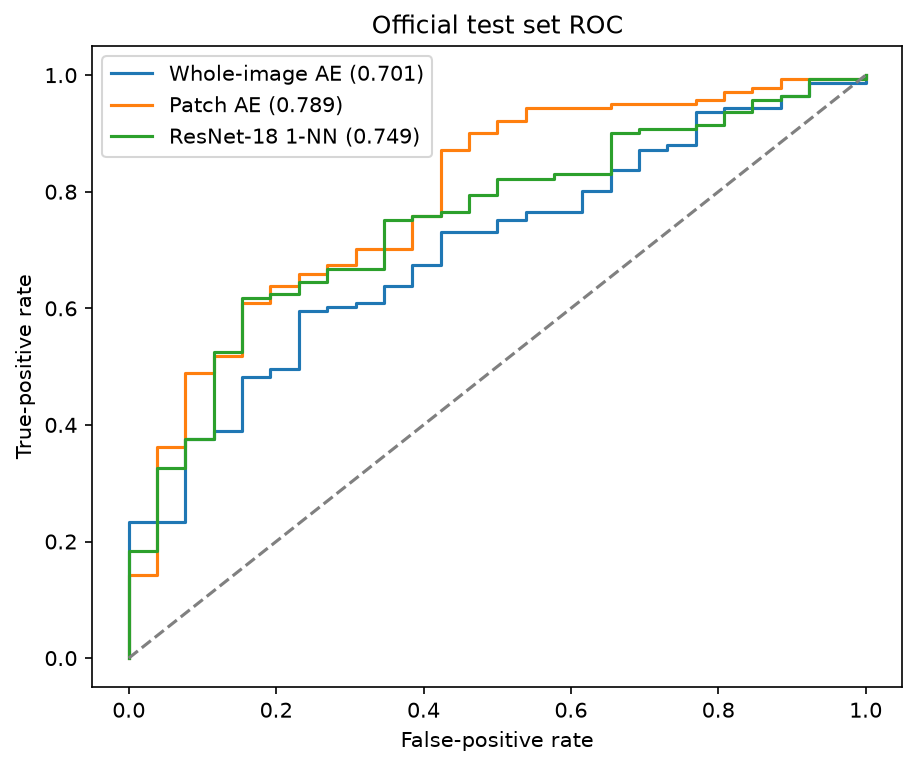 Official test set ROC
Whole-image AE (0.701)
Patch AE (0.789)
ResNet-18 1-NN (0.749)
True-positive rate
1.0
0.8
0.6
0.4
0.2
0.0
0.0 0.2 0.4 0.6 0.8 1.0
False-positive rate